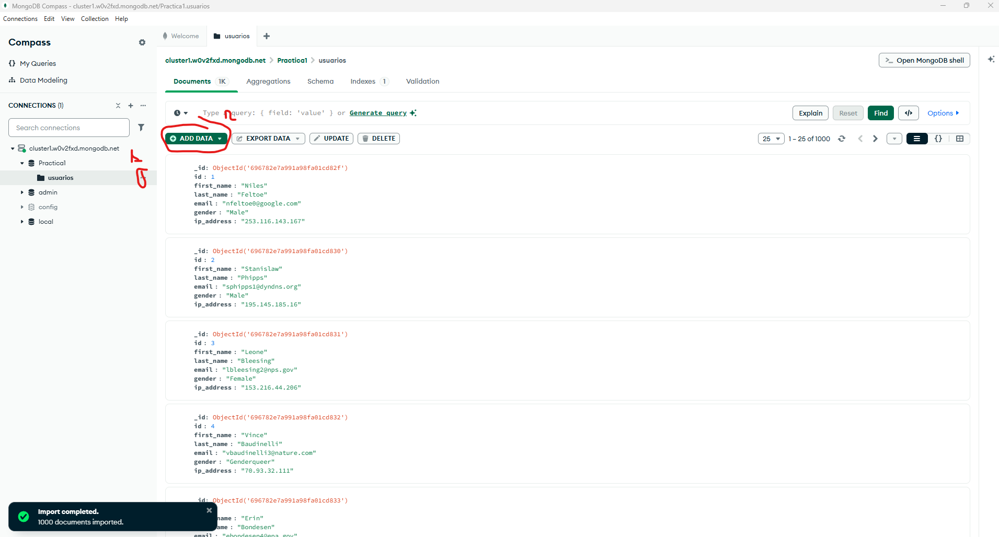 MongoDB Compass - cluster1.w0v2fxd.mongodb.net/Practica1.usuarios
Connections Edit View Collection Help
Compass
My Queries
Data Modeling
CONNECTIONS (1)
Search connections
cluster1.w0v2fxd.mongodb.net
Practica1
usuarios
admin
config
local
Welcome
usuarios
cluster1.w0v2fxd.mongodb.net > Practica1 > usuarios
Open MongoDB shell
Documents 1K Aggregations Schema Indexes 1 Validation
Type query: { field: 'value' } or Generate query
Explain Reset Find </> Options
ADD DATA EXPORT DATA UPDATE DELETE
25 1 – 25 of 1000 {}
_id: ObjectId('696782e7a991a98fa01cd82f')
id : 1
first_name : "Niles"
last_name : "Feltoe"
email : "nfeltoe0@google.com"
gender : "Male"
ip_address : "253.116.143.167"
_id: ObjectId('696782e7a991a98fa01cd830')
id : 2
first_name : "Stanislaw"
last_name : "Phipps"
email : "sphipps1@dyndns.org"
gender : "Male"
ip_address : "195.145.185.16"
_id: ObjectId('696782e7a991a98fa01cd831')
id : 3
first_name : "Leone"
last_name : "Bleesing"
email : "lbleesing2@nps.gov"
gender : "Female"
ip_address : "153.216.44.206"
_id: ObjectId('696782e7a991a98fa01cd832')
id : 4
first_name : "Vince"
last_name : "Baudinelli"
email : "vbaudinelli3@nature.com"
gender : "Genderqueer"
ip_address : "70.93.32.111"
_id: ObjectId('696782e7a991a98fa01cd833')
name : "Erin"
ame : "Bondesen"
email : "ebondesen4@epa.gov"
Import completed.
1000 documents imported.